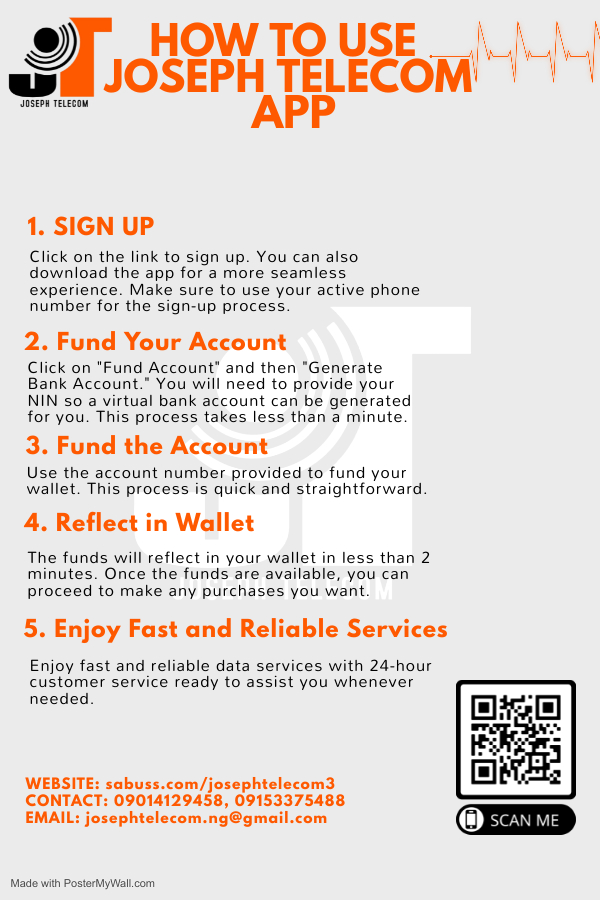 JOSEPH TELECOM
HOW TO USE
JOSEPH TELECOM
APP
1. SIGN UP
Click on the link to sign up. You can also
download the app for a more seamless
experience. Make sure to use your active phone
number for the sign-up process.
2. Fund Your Account
Click on "Fund Account" and then "Generate
Bank Account." You will need to provide your
NIN so a virtual bank account can be generated
for you. This process takes less than a minute.
3. Fund the Account
Use the account number provided to fund your
wallet. This process is quick and straightforward.
4. Reflect in Wallet
The funds will reflect in your wallet in less than 2
minutes. Once the funds are available, you can
proceed to make any purchases you want.
JOSEPH TELECOM
5. Enjoy Fast and Reliable Services
Enjoy fast and reliable data services with 24-hour
customer service ready to assist you whenever
needed.
WEBSITE: sabuss.com/josephtelecom3
CONTACT: 09014129458, 09153375488
EMAIL: josephtelecom.ng@gmail.com
SCAN ME
Made with PosterMyWall.com